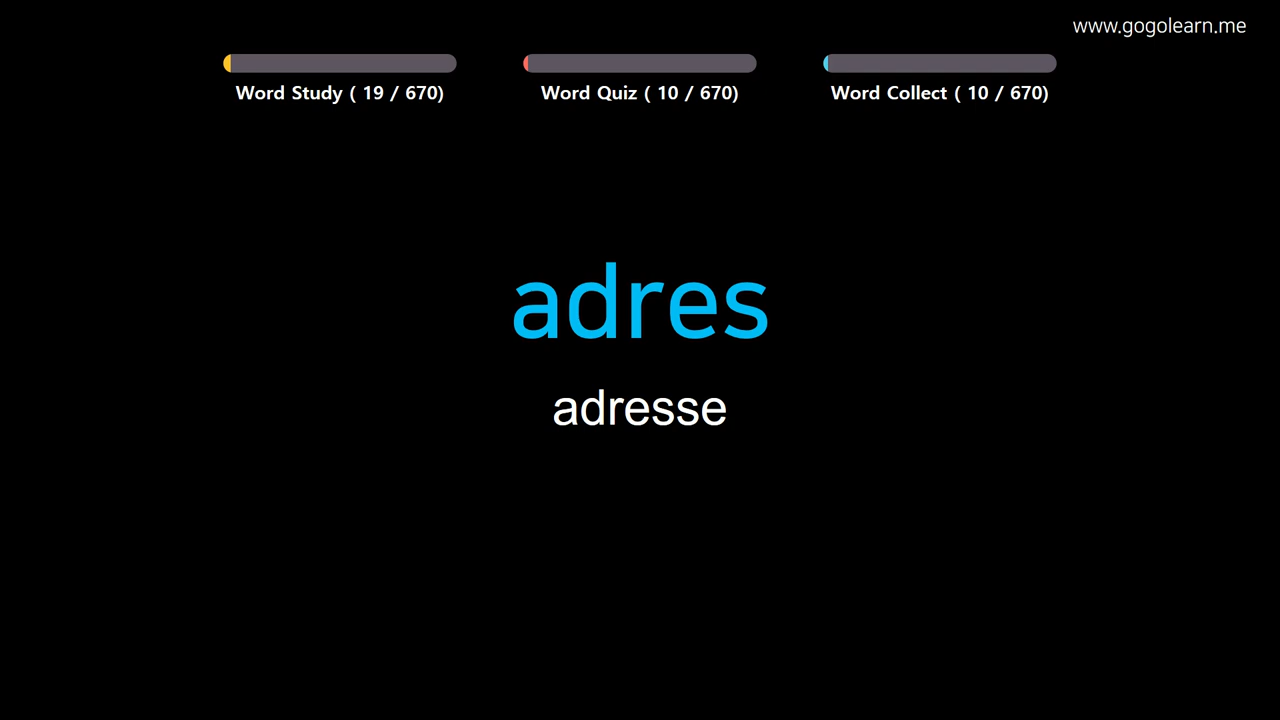 www.gogolearn.me
Word Study ( 19 / 670)
Word Quiz ( 10 / 670)
Word Collect ( 10 / 670)
adres
adresse